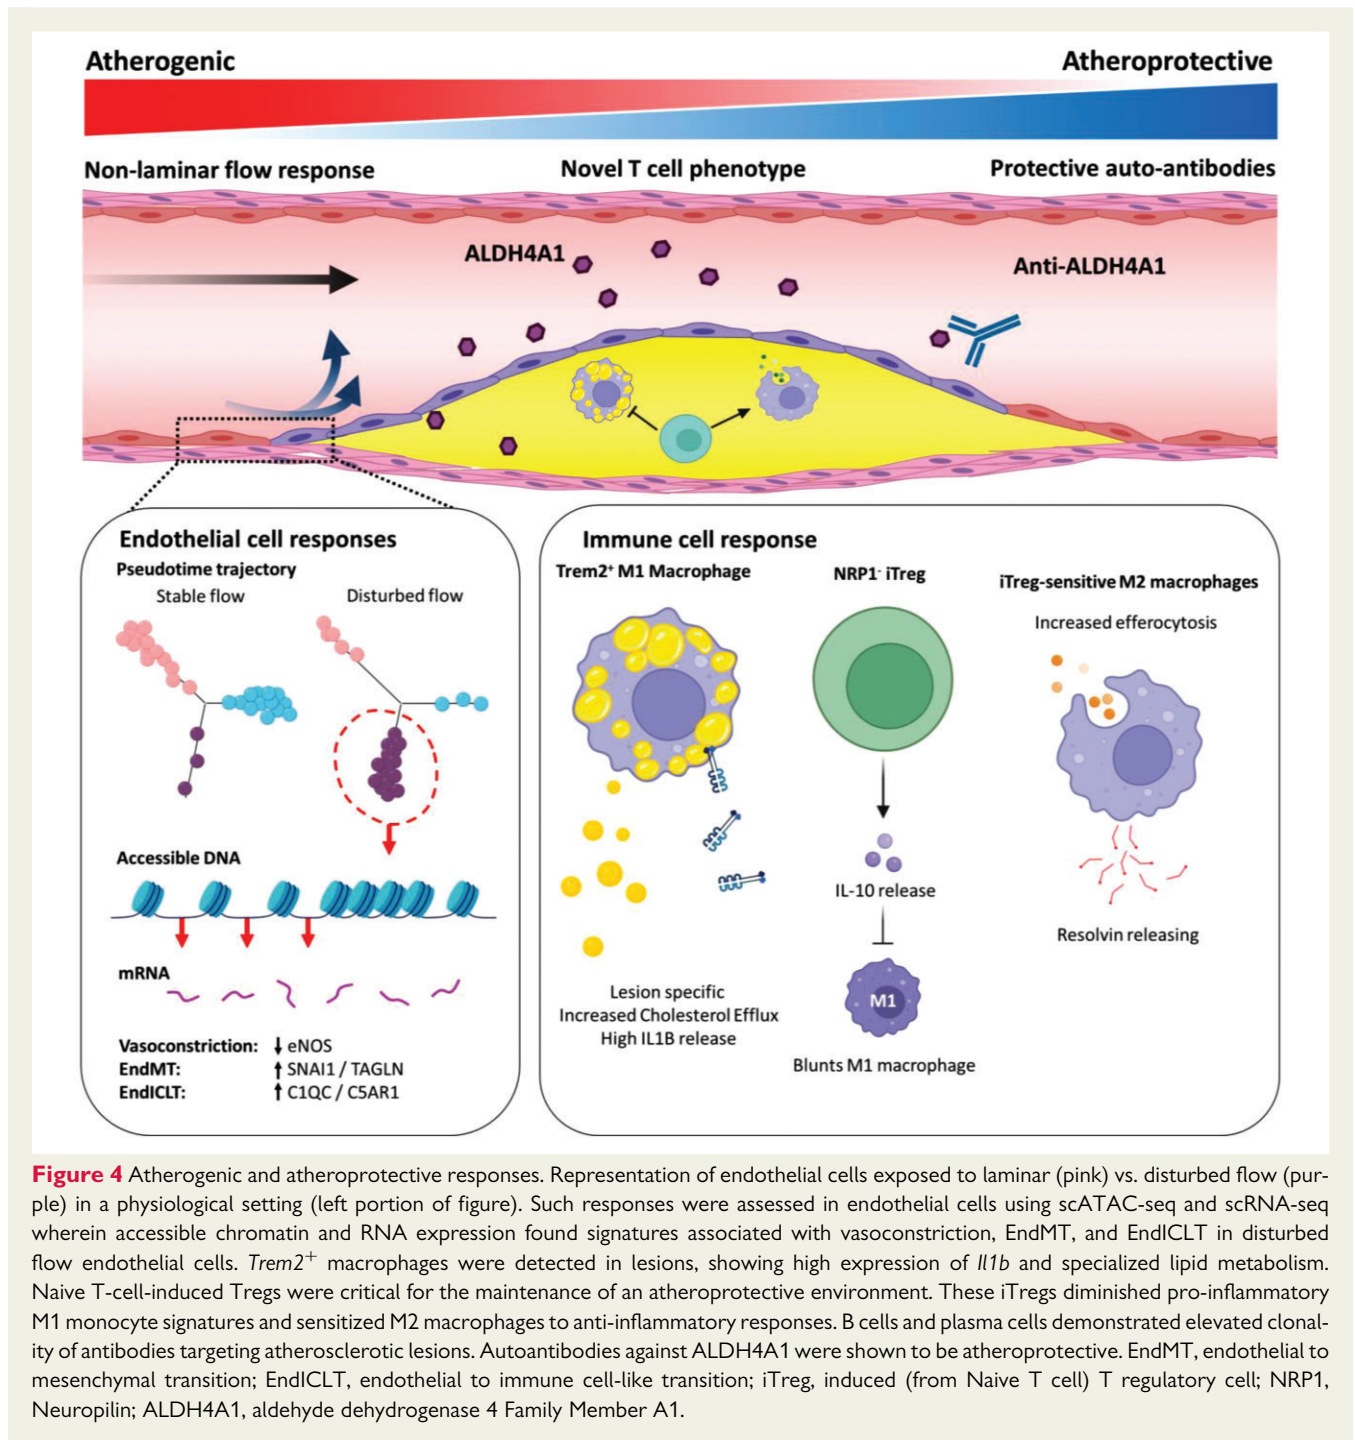 Atherogenic
Atheroprotective
Non-laminar flow response
Novel T cell phenotype
Protective auto-antibodies
ALDH4A1
Anti-ALDH4A1
Endothelial cell responses
Pseudotime trajectory
Stable flow
Disturbed flow
Accessible DNA
mRNA
Vasoconstriction: ↓ eNOS
EndMT: ↑ SNAI1 / TAGLN
EndICLT: ↑ C1QC / C5AR1
Immune cell response
Trem2⁺ M1 Macrophage
Lesion specific
Increased Cholesterol Efflux
High IL1B release
NRP1⁻ iTreg
IL-10 release
M1
Blunts M1 macrophage
iTreg-sensitive M2 macrophages
Increased efferocytosis
Resolvin releasing
Figure 4 Atherogenic and atheroprotective responses. Representation of endothelial cells exposed to laminar (pink) vs. disturbed flow (pur-
ple) in a physiological setting (left portion of figure). Such responses were assessed in endothelial cells using scATAC-seq and scRNA-seq
wherein accessible chromatin and RNA expression found signatures associated with vasoconstriction, EndMT, and EndICLT in disturbed
flow endothelial cells. Trem2⁺ macrophages were detected in lesions, showing high expression of Il1b and specialized lipid metabolism.
Naive T-cell-induced Tregs were critical for the maintenance of an atheroprotective environment. These iTregs diminished pro-inflammatory
M1 monocyte signatures and sensitized M2 macrophages to anti-inflammatory responses. B cells and plasma cells demonstrated elevated clonal-
ity of antibodies targeting atherosclerotic lesions. Autoantibodies against ALDH4A1 were shown to be atheroprotective. EndMT, endothelial to
mesenchymal transition; EndICLT, endothelial to immune cell-like transition; iTreg, induced (from Naive T cell) T regulatory cell; NRP1,
Neuropilin; ALDH4A1, aldehyde dehydrogenase 4 Family Member A1.